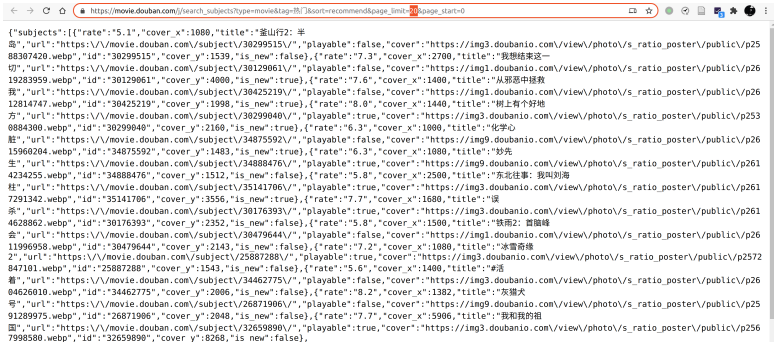 https://movie.douban.com/j/search_subjects?type=movie&tag=热门&sort=recommend&page_limit=20&page_start=0
{"subjects":[{"rate":"5.1","cover_x":1080,"title":"釜山行2：半
岛","url":"https:\/\/movie.douban.com\/subject\/30299515\/","playable":false,"cover":"https://img3.doubanio.com\/view\/photo\/s_ratio_poster\/public\/p25
88307420.webp","id":"30299515","cover_y":1539,"is_new":false},{"rate":"7.3","cover_x":2700,"title":"我想结束这一
切","url":"https:\/\/movie.douban.com\/subject\/30129061\/","playable":false,"cover":"https://img1.doubanio.com\/view\/photo\/s_ratio_poster\/public\/p26
19283959.webp","id":"30129061","cover_y":4000,"is_new":true},{"rate":"7.6","cover_x":1400,"title":"从邪恶中拯救
我","url":"https:\/\/movie.douban.com\/subject\/30425219\/","playable":false,"cover":"https://img1.doubanio.com\/view\/photo\/s_ratio_poster\/public\/p26
12814747.webp","id":"30425219","cover_y":1998,"is_new":true},{"rate":"8.0","cover_x":1440,"title":"树上有个好地
方","url":"https:\/\/movie.douban.com\/subject\/30299040\/","playable":true,"cover":"https://img3.doubanio.com\/view\/photo\/s_ratio_poster\/public\/p253
0884300.webp","id":"30299040","cover_y":2160,"is_new":true},{"rate":"6.3","cover_x":1000,"title":"化学心
脏","url":"https:\/\/movie.douban.com\/subject\/34875592\/","playable":false,"cover":"https://img9.doubanio.com\/view\/photo\/s_ratio_poster\/public\/p26
15960204.webp","id":"34875592","cover_y":1483,"is_new":true},{"rate":"6.3","cover_x":1080,"title":"妙先
生","url":"https:\/\/movie.douban.com\/subject\/34888476\/","playable":true,"cover":"https://img9.doubanio.com\/view\/photo\/s_ratio_poster\/public\/p261
4234255.webp","id":"34888476","cover_y":1512,"is_new":false},{"rate":"5.8","cover_x":2500,"title":"东北往事：我叫刘海
柱","url":"https:\/\/movie.douban.com\/subject\/35141706\/","playable":true,"cover":"https://img3.doubanio.com\/view\/photo\/s_ratio_poster\/public\/p261
7291342.webp","id":"35141706","cover_y":3556,"is_new":true},{"rate":"7.7","cover_x":1680,"title":"误
杀","url":"https:\/\/movie.douban.com\/subject\/30176393\/","playable":true,"cover":"https://img3.doubanio.com\/view\/photo\/s_ratio_poster\/public\/p261
4628862.webp","id":"30176393","cover_y":2352,"is_new":false},{"rate":"5.8","cover_x":1500,"title":"铁雨2：首脑峰
会","url":"https:\/\/movie.douban.com\/subject\/30479644\/","playable":false,"cover":"https://img1.doubanio.com\/view\/photo\/s_ratio_poster\/public\/p26
11996958.webp","id":"30479644","cover_y":2143,"is_new":false},{"rate":"7.2","cover_x":1080,"title":"冰雪奇缘
2","url":"https:\/\/movie.douban.com\/subject\/25887288\/","playable":true,"cover":"https://img3.doubanio.com\/view\/photo\/s_ratio_poster\/public\/p2572
847101.webp","id":"25887288","cover_y":1543,"is_new":false},{"rate":"5.6","cover_x":1400,"title":"#活
着","url":"https:\/\/movie.douban.com\/subject\/34462775\/","playable":false,"cover":"https://img3.doubanio.com\/view\/photo\/s_ratio_poster\/public\/p26
04626010.webp","id":"34462775","cover_y":2006,"is_new":false},{"rate":"8.2","cover_x":1382,"title":"灰猎犬
号","url":"https:\/\/movie.douban.com\/subject\/26871906\/","playable":false,"cover":"https://img9.doubanio.com\/view\/photo\/s_ratio_poster\/public\/p25
91289975.webp","id":"26871906","cover_y":2048,"is_new":false},{"rate":"7.7","cover_x":5906,"title":"我和我的祖
国","url":"https:\/\/movie.douban.com\/subject\/32659890\/","playable":true,"cover":"https://img3.doubanio.com\/view\/photo\/s_ratio_poster\/public\/p256
7998580.webp","id":"32659890","cover_y":8268,"is_new":false},